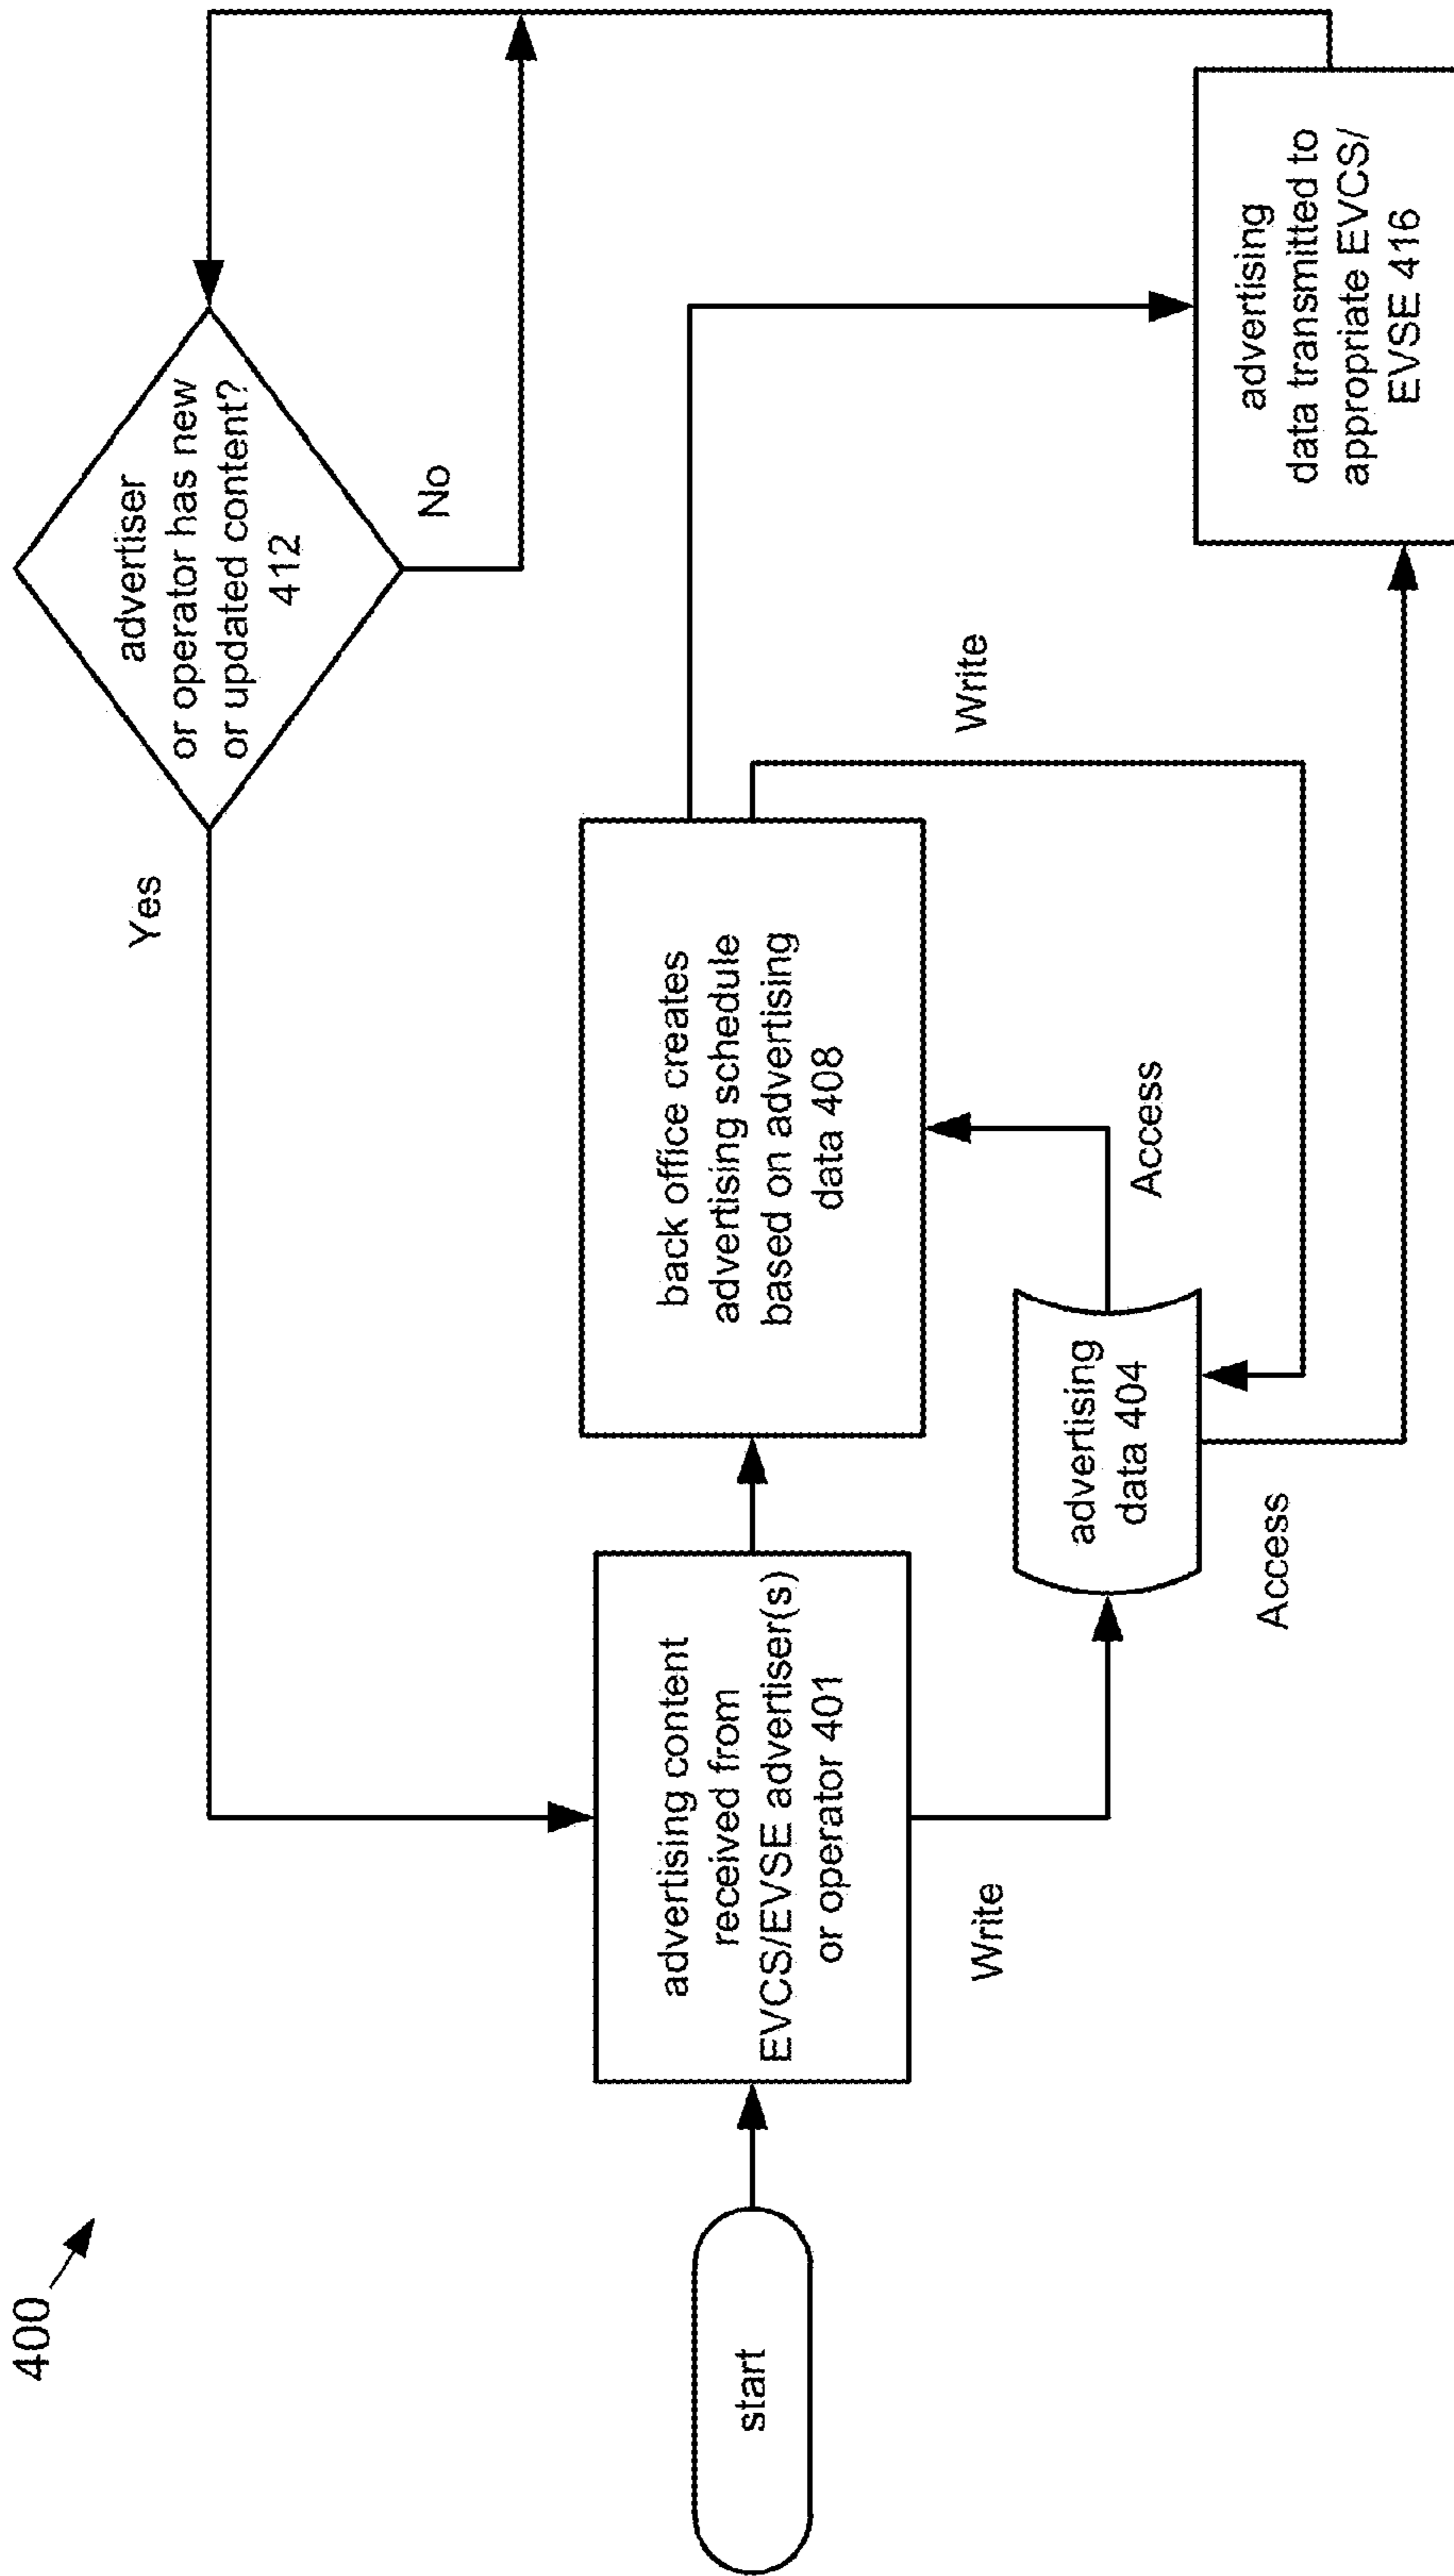 400
start
advertising content
received from
EVCS/EVSE advertiser(s)
or operator 401
Write
back office creates
advertising schedule
based on advertising
data 408
advertising
data 404
Access
Access
Write
advertiser
or operator has new
or updated content?
412
Yes
No
advertising
data transmitted to
appropriate EVCS/
EVSE 416